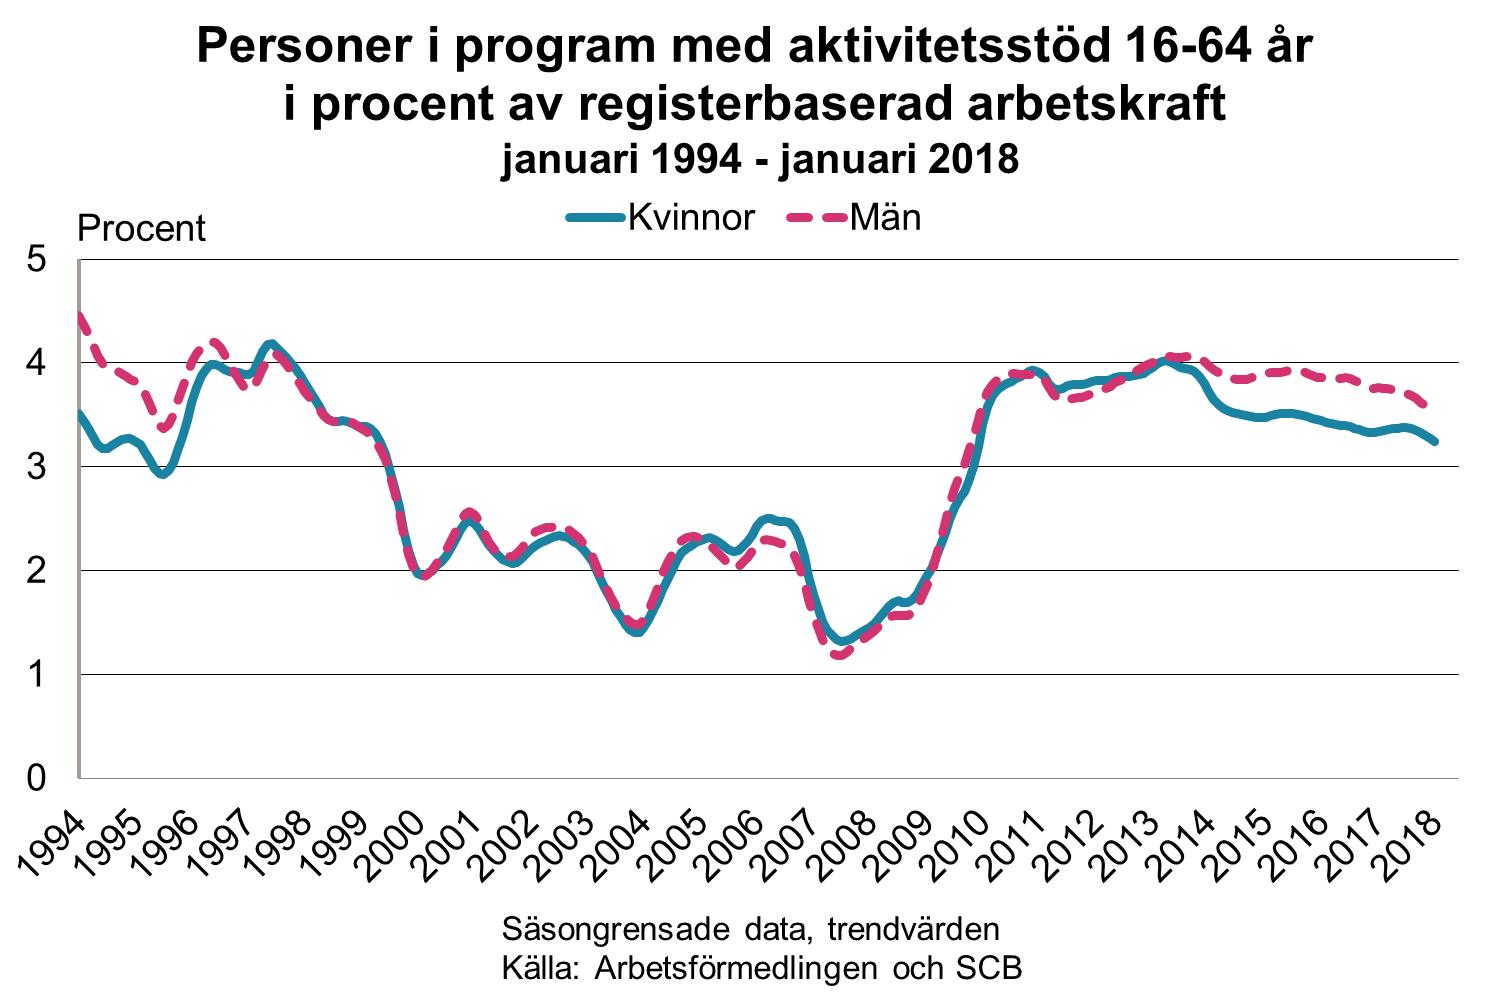 Personer i program med aktivitetsstöd 16-64 år
i procent av registerbaserad arbetskraft
januari 1994 - januari 2018
Kvinnor Män
Procent
5
4
3
2
1
0
1994 1995 1996 1997 1998 1999 2000 2001 2002 2003 2004 2005 2006 2007 2008 2009 2010 2011 2012 2013 2014 2015 2016 2017 2018
Säsongrensade data, trendvärden
Källa: Arbetsförmedlingen och SCB